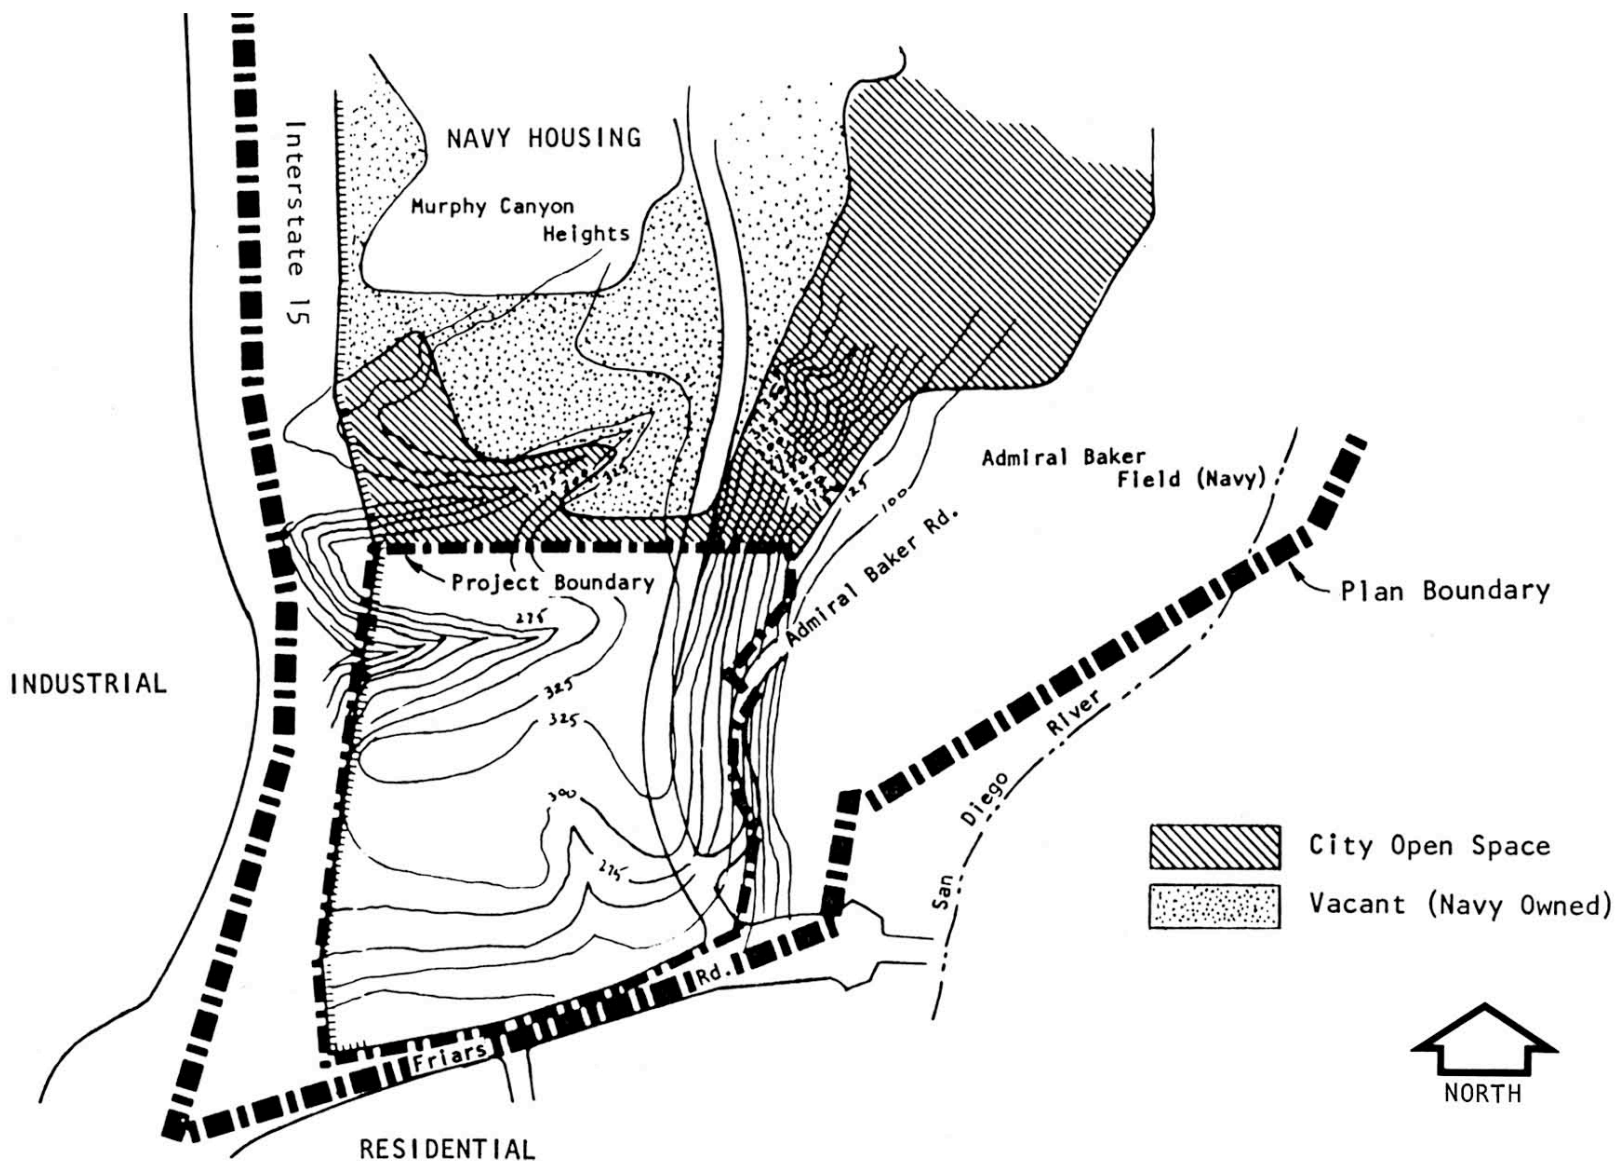 Interstate 15
NAVY HOUSING
Murphy Canyon
Heights
325
125
100
Admiral Baker
Field (Navy)
Admiral Baker Rd.
Project Boundary
Plan Boundary
275
325
325
INDUSTRIAL
300
275
San Diego River
City Open Space
Vacant (Navy Owned)
Friars Rd.
NORTH
RESIDENTIAL